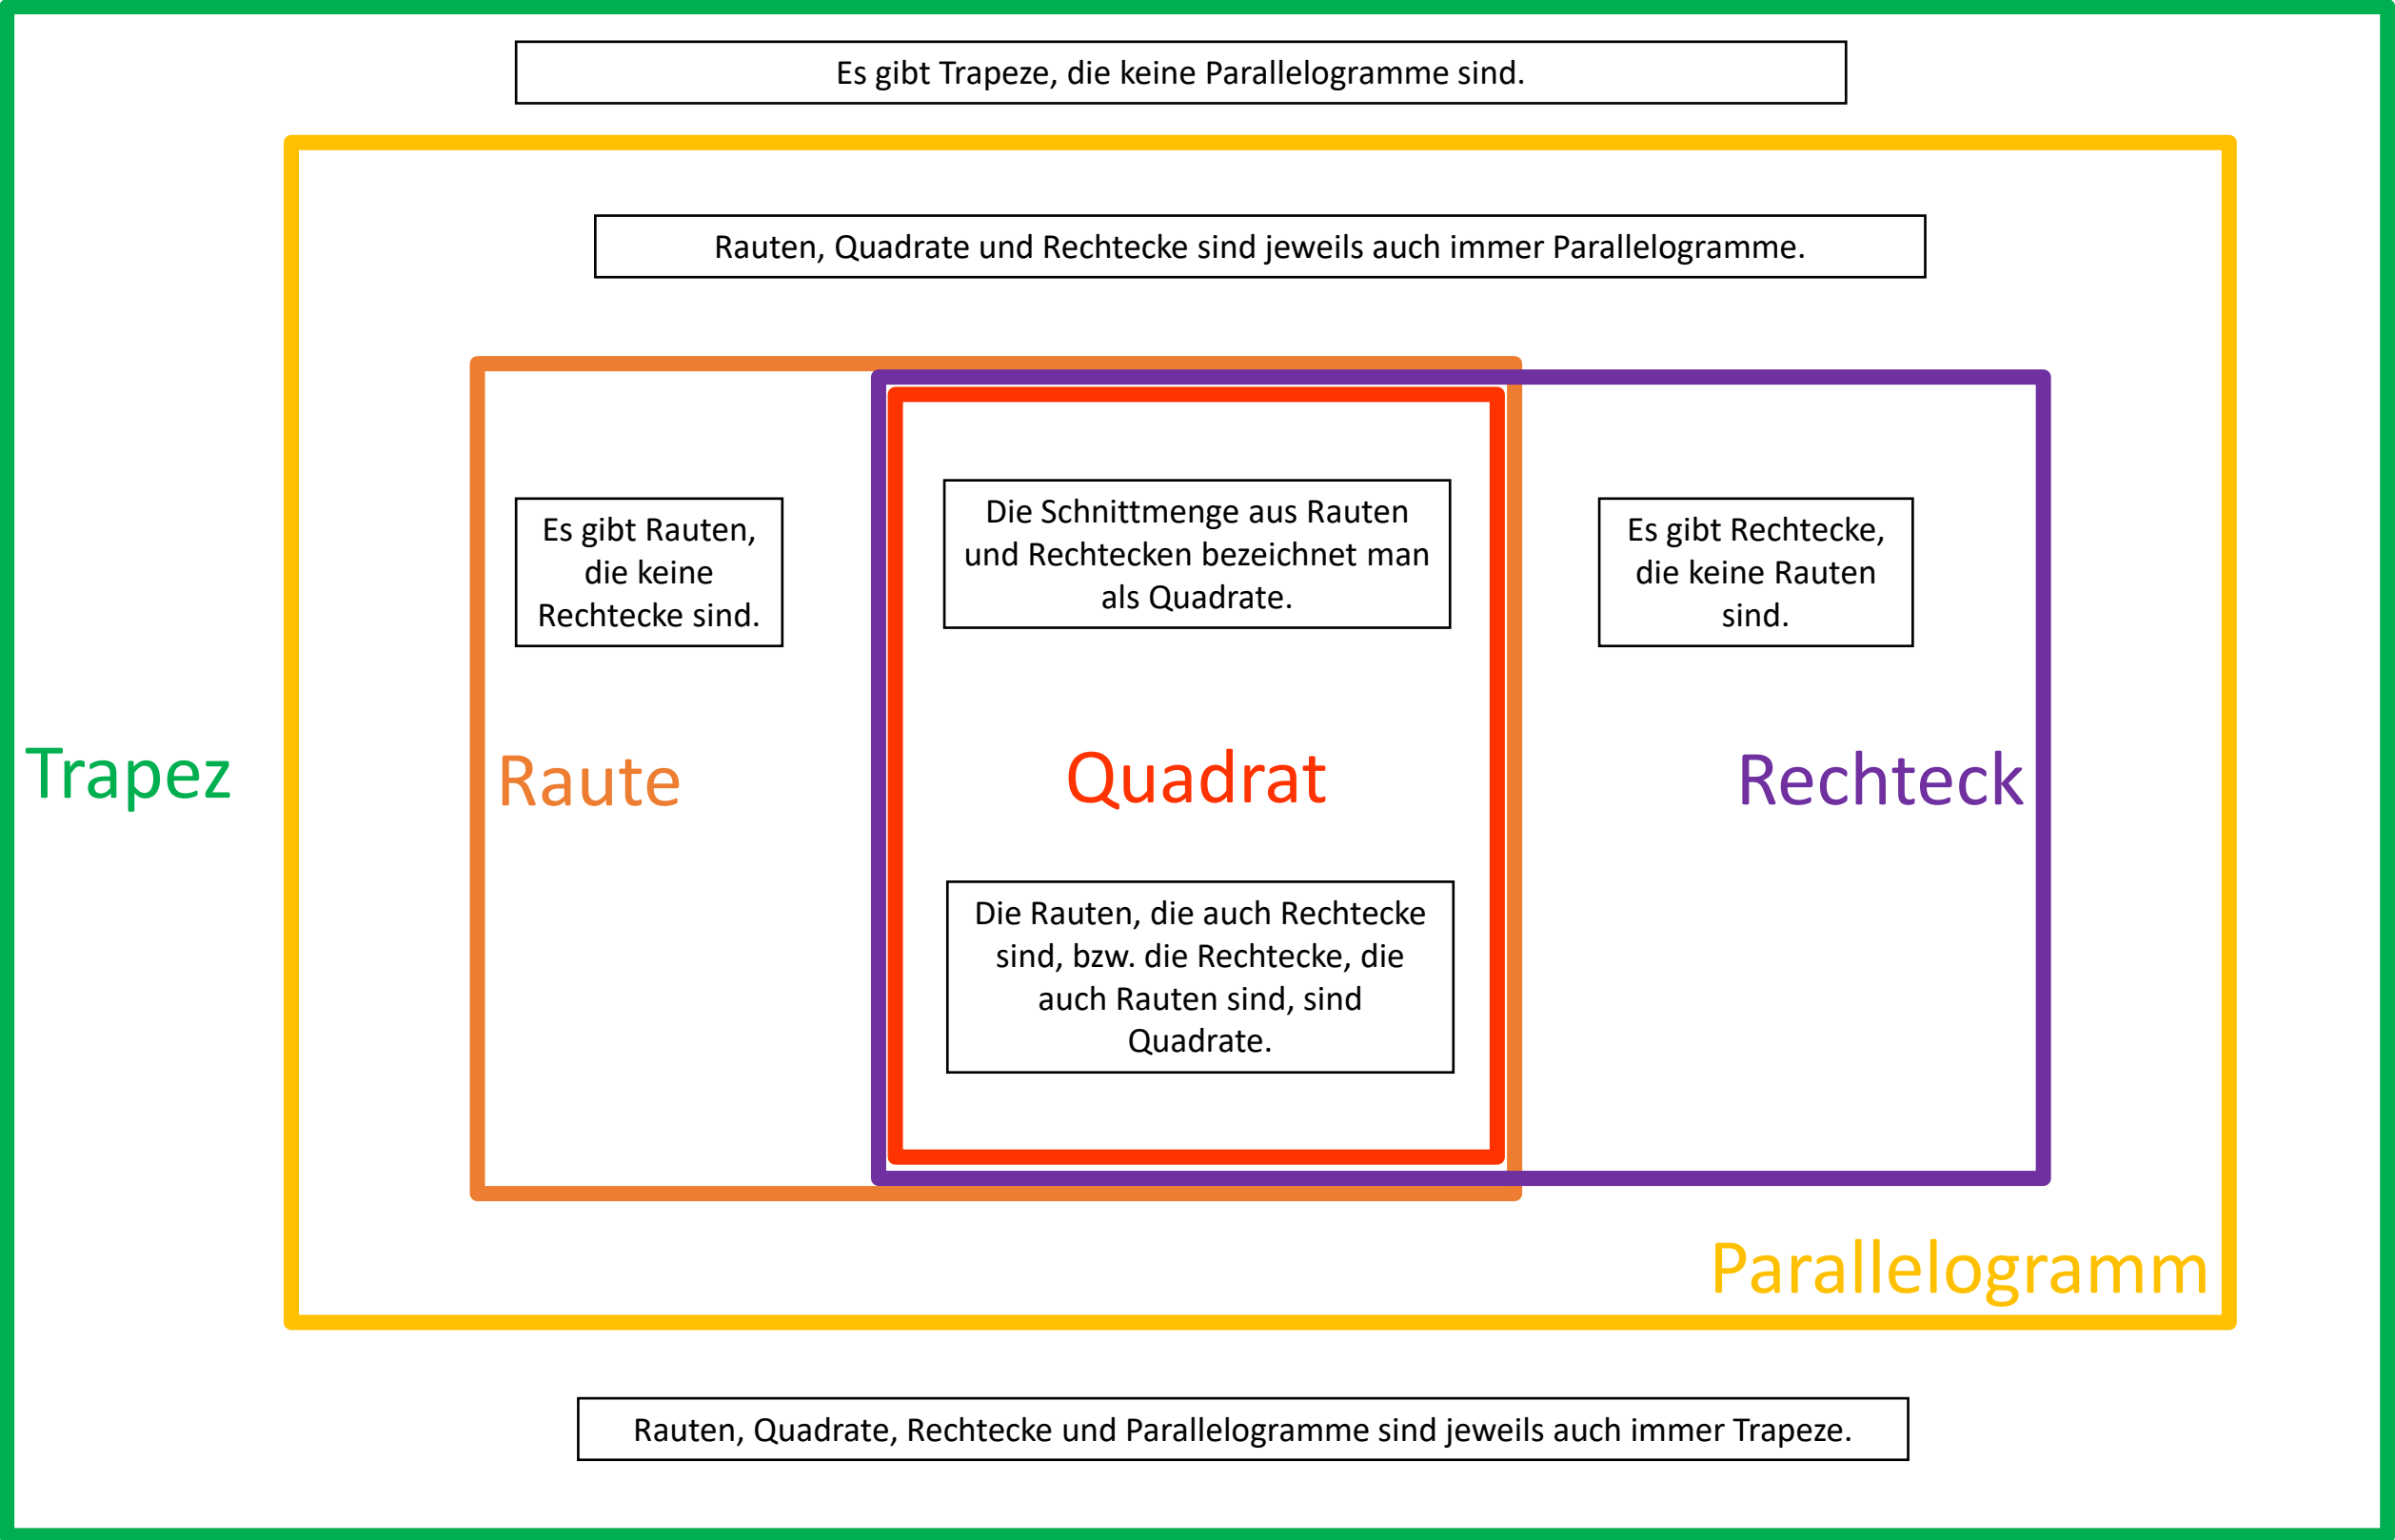 Es gibt Trapeze, die keine Parallelogramme sind.
Rauten, Quadrate und Rechtecke sind jeweils auch immer Parallelogramme.
Es gibt Rauten,
die keine
Rechtecke sind.
Die Schnittmenge aus Rauten
und Rechtecken bezeichnet man
als Quadrate.
Es gibt Rechtecke,
die keine Rauten
sind.
Trapez
Raute
Quadrat
Rechteck
Die Rauten, die auch Rechtecke
sind, bzw. die Rechtecke, die
auch Rauten sind, sind
Quadrate.
Parallelogramm
Rauten, Quadrate, Rechtecke und Parallelogramme sind jeweils auch immer Trapeze.